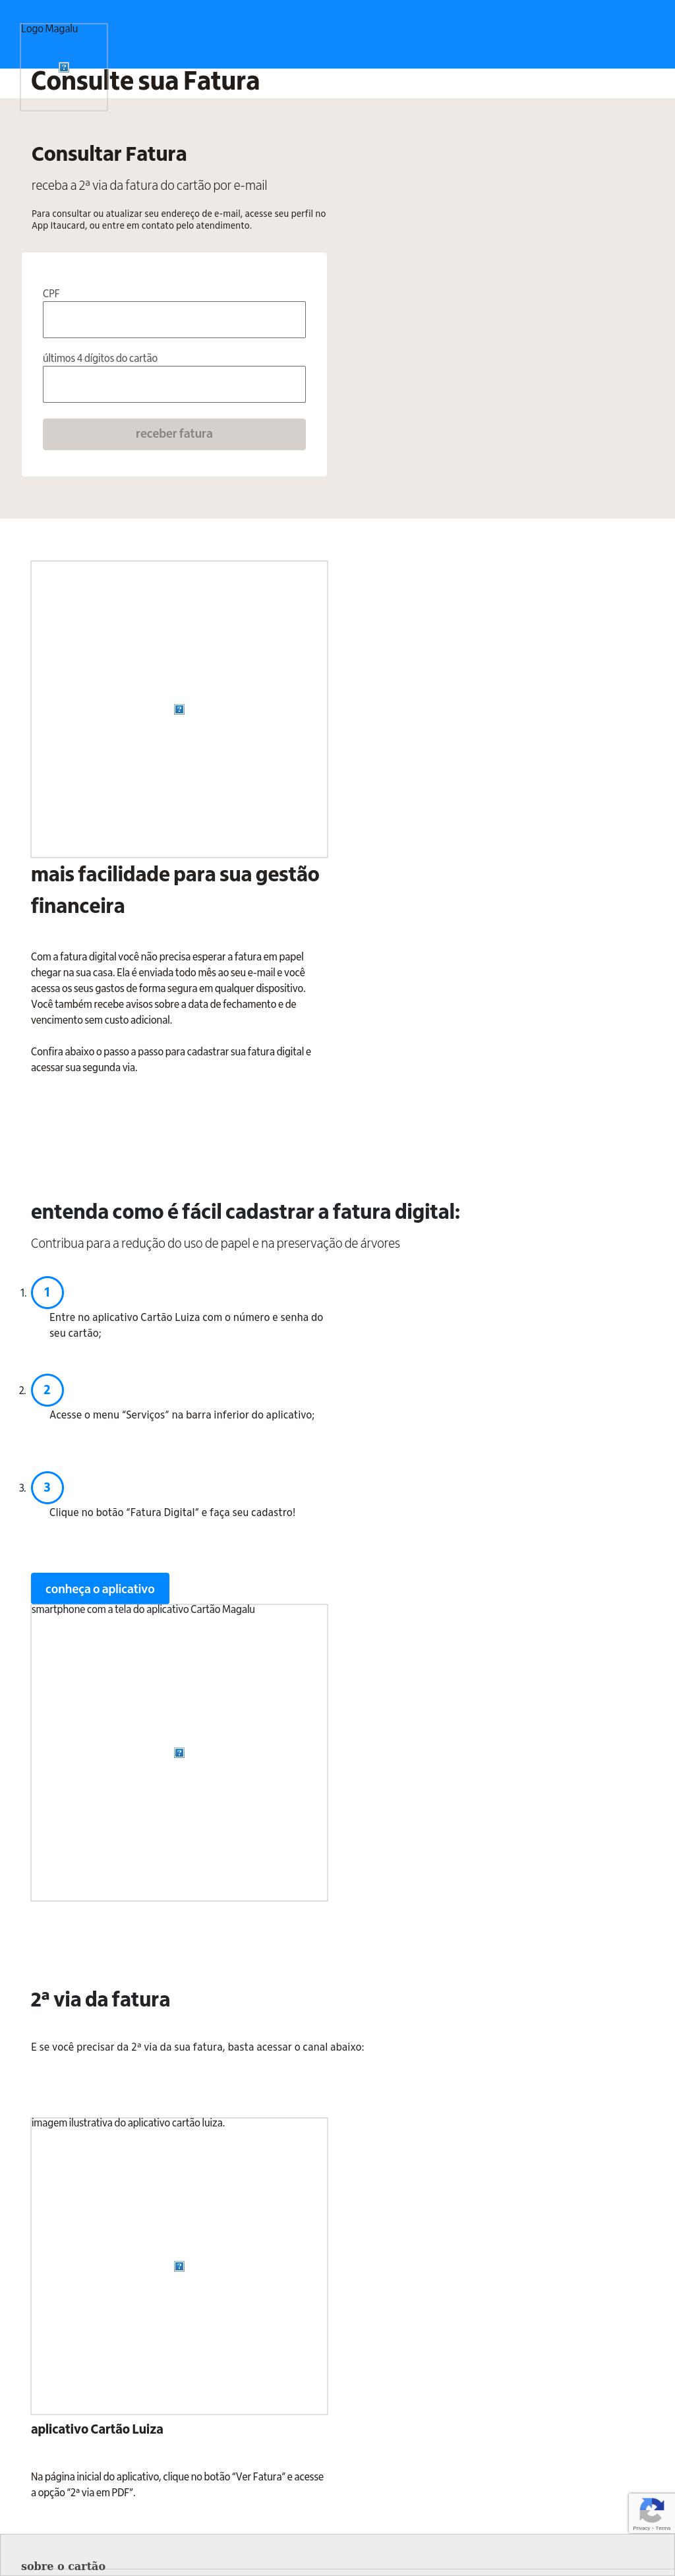 Logo Magalu
Consulte sua Fatura
Consultar Fatura
receba a 2ª via da fatura do cartão por e-mail
Para consultar ou atualizar seu endereço de e-mail, acesse seu perfil no
App Itaucard, ou entre em contato pelo atendimento.
CPF
últimos 4 dígitos do cartão
receber fatura
mais facilidade para sua gestão
financeira
Com a fatura digital você não precisa esperar a fatura em papel
chegar na sua casa. Ela é enviada todo mês ao seu e-mail e você
acessa os seus gastos de forma segura em qualquer dispositivo.
Você também recebe avisos sobre a data de fechamento e de
vencimento sem custo adicional.
Confira abaixo o passo a passo para cadastrar sua fatura digital e
acessar sua segunda via.
entenda como é fácil cadastrar a fatura digital:
Contribua para a redução do uso de papel e na preservação de árvores
1. 1
Entre no aplicativo Cartão Luiza com o número e senha do
seu cartão;
2. 2
Acesse o menu “Serviços” na barra inferior do aplicativo;
3. 3
Clique no botão “Fatura Digital” e faça seu cadastro!
conheça o aplicativo
smartphone com a tela do aplicativo Cartão Magalu
2ª via da fatura
E se você precisar da 2ª via da sua fatura, basta acessar o canal abaixo:
imagem ilustrativa do aplicativo cartão luiza.
aplicativo Cartão Luiza
Na página inicial do aplicativo, clique no botão “Ver Fatura” e acesse
a opção “2ª via em PDF”.
Privacy - Terms
sobre o cartão